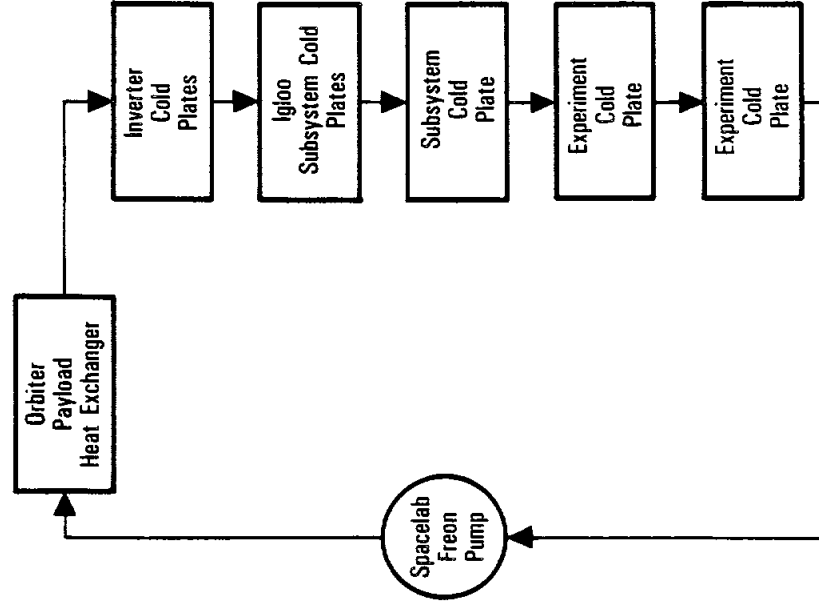 Orbiter
Payload
Heat Exchanger
Inverter
Cold
Plates
Igloo
Subsystem Cold
Plates
Subsystem
Cold
Plate
Experiment
Cold
Plate
Experiment
Cold
Plate
Spacelab
Freon
Pump